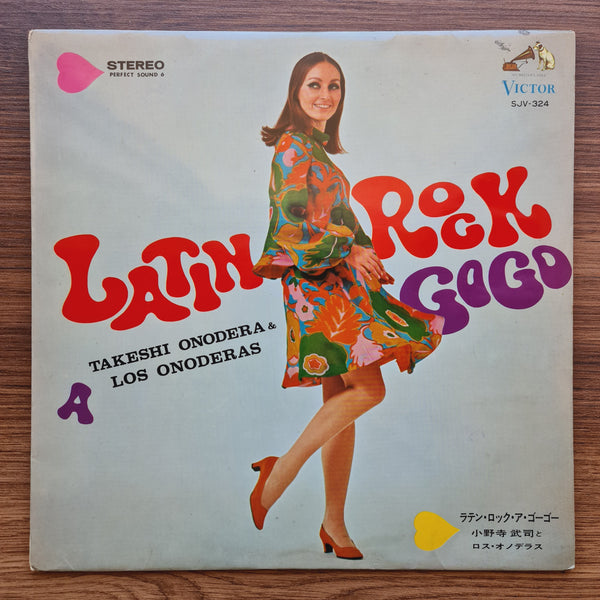 STEREO
PERFECT SOUND 6
VICTOR
SJV-324
LATIN ROCK
A GOGO
TAKESHI ONODERA &
LOS ONODERAS
ラテン・ロック・ア・ゴーゴー
小野寺 武司と
ロス・オノデラス